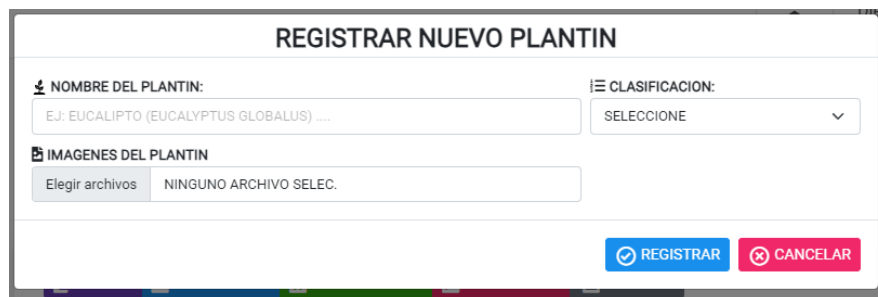 REGISTRAR NUEVO PLANTIN
NOMBRE DEL PLANTIN:
CLASIFICACION:
EJ: EUCALIPTO (EUCALYPTUS GLOBALUS) ....
SELECCIONE
IMAGENES DEL PLANTIN
Elegir archivos NINGUNO ARCHIVO SELEC.
REGISTRAR
CANCELAR